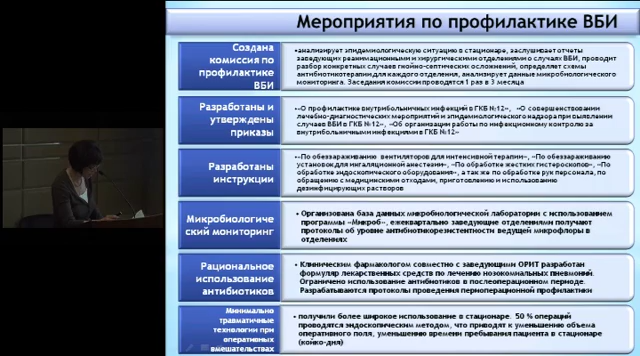 Мероприятия по профилактике ВБИ
Создана
комиссия по
профилактике
ВБИ
•анализирует эпидемиологическую ситуацию в стационаре, заслушивает отчеты
заведующих реанимационными и хирургическими отделениями о случаях ВБИ, проводит
разбор конкретных случаев гнойно-септических осложнений, определяет схемы
антибиотикотерапии для каждого отделения, анализирует данные микробиологического
мониторинга. Заседания комиссии проводятся 1 раз в 3 месяца
Разработаны и
утверждены
приказы
•«О профилактике внутрибольничных инфекций в ГКБ №12», «О совершенствовании
лечебно-диагностических мероприятий и эпидемиологического надзора при выявлении
случаев ВБИ в ГКБ №12», «Об организации работы по инфекционному контролю за
внутрибольничными инфекциями в ГКБ №12»
Разработаны
инструкции
•«По обеззараживанию вентиляторов для интенсивной терапии», «По обеззараживанию
установок для ингаляционной анестезии», «По обработке жестких гистероскопов», «По
обработке эндоскопического оборудования», а так же по обработке рук персонала, по
обращению с медицинскими отходами, приготовлению и использованию
дезинфицирующих растворов
Микробиологиче
ский мониторинг
• Организована база данных микробиологической лаборатории с использованием
программы «Микроб», ежеквартально заведующие отделениями получают
протоколы об уровне антибиотикорезистентности ведущей микрофлоры в
отделениях
Рациональное
использование
антибиотиков
• Клиническим фармакологом совместно с заведующими ОРИТ разработан
формуляр лекарственных средств по лечению нозокомиальных пневмоний.
Ограничено использование антибиотиков в послеоперационном периоде.
Разрабатываются протоколы проведения периоперационной профилактики
Минимально
травматичные
технологии при
оперативных
вмешательствах
• получили более широкое использование в стационаре. 50 % операций
проводятся эндоскопическим методом, что приводят к уменьшению объема
оперативного поля, уменьшению времени пребывания пациента в стационаре
(койко-дня)